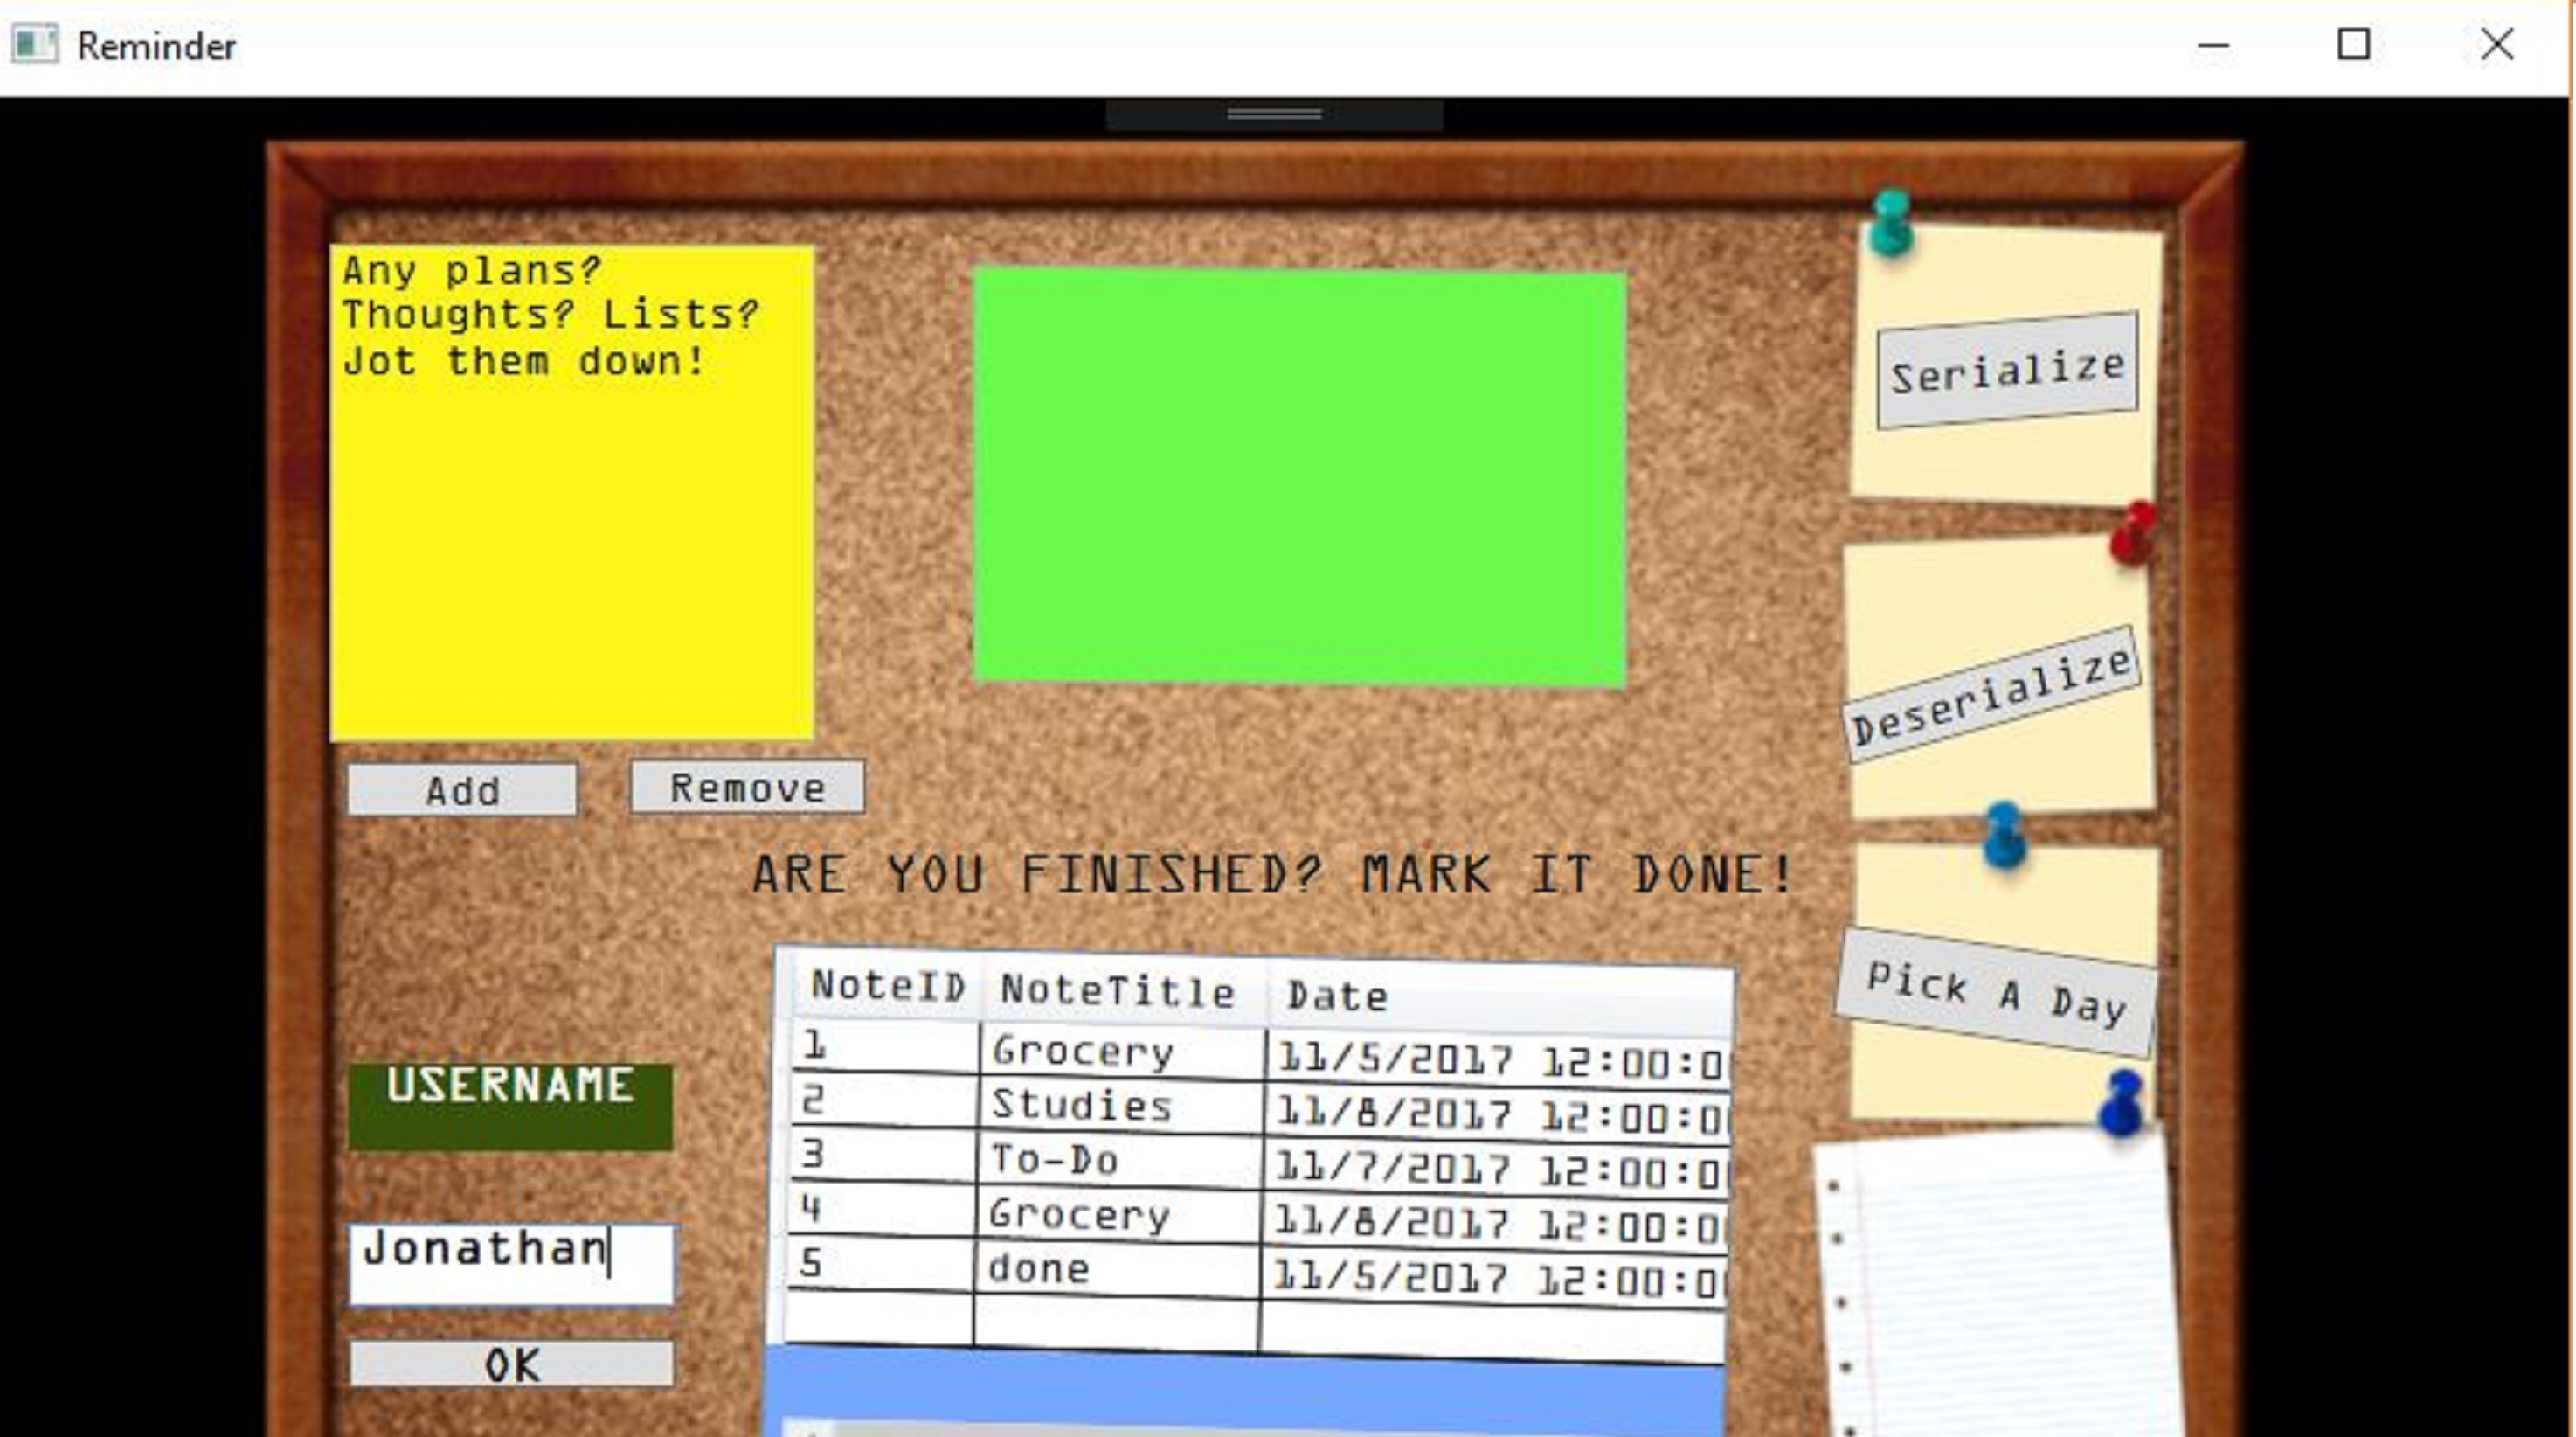 Reminder
Any plans?
Thoughts? Lists?
Jot them down!
Serialize
Deserialize
Add
Remove
ARE YOU FINISHED? MARK IT DONE!
Pick A Day
NoteID NoteTitle Date
1 Grocery 11/5/2017 12:00:0
2 Studies 11/8/2017 12:00:0
3 To-Do 11/7/2017 12:00:0
4 Grocery 11/8/2017 12:00:0
5 done 11/5/2017 12:00:0
USERNAME
Jonathan
OK